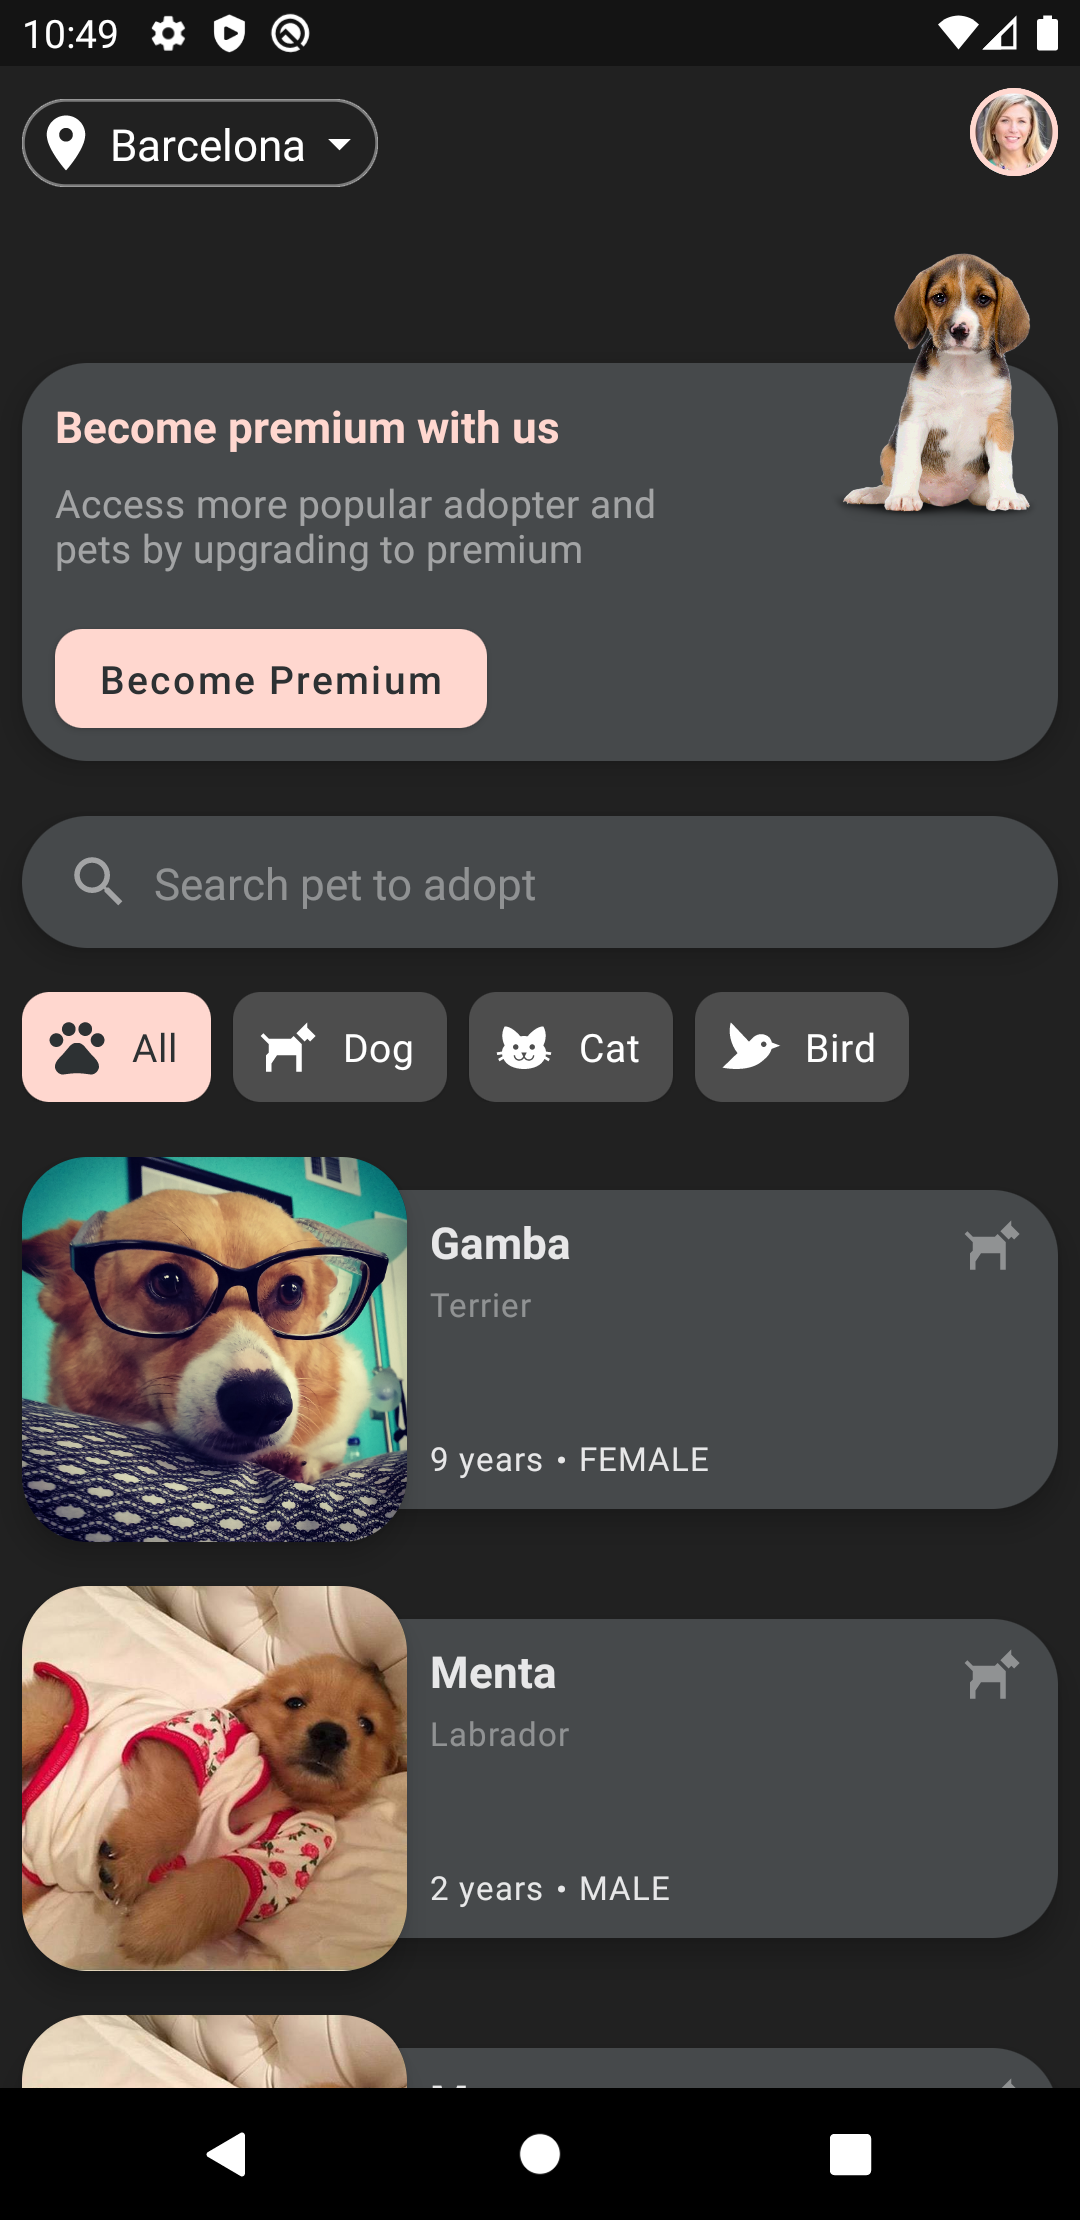 10:49
Barcelona
Become premium with us
Access more popular adopter and
pets by upgrading to premium
Become Premium
Search pet to adopt
All
Dog
Cat
Bird
Gamba
Terrier
9 years • FEMALE
Menta
Labrador
2 years • MALE